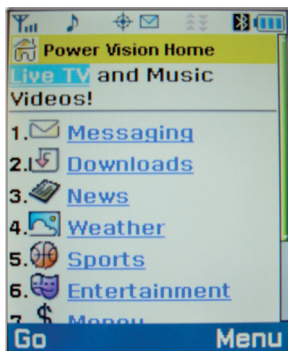 Power Vision Home
Live TV and Music
Videos!
1. Messaging
2. Downloads
3. News
4. Weather
5. Sports
6. Entertainment
7. Money
Go Menu